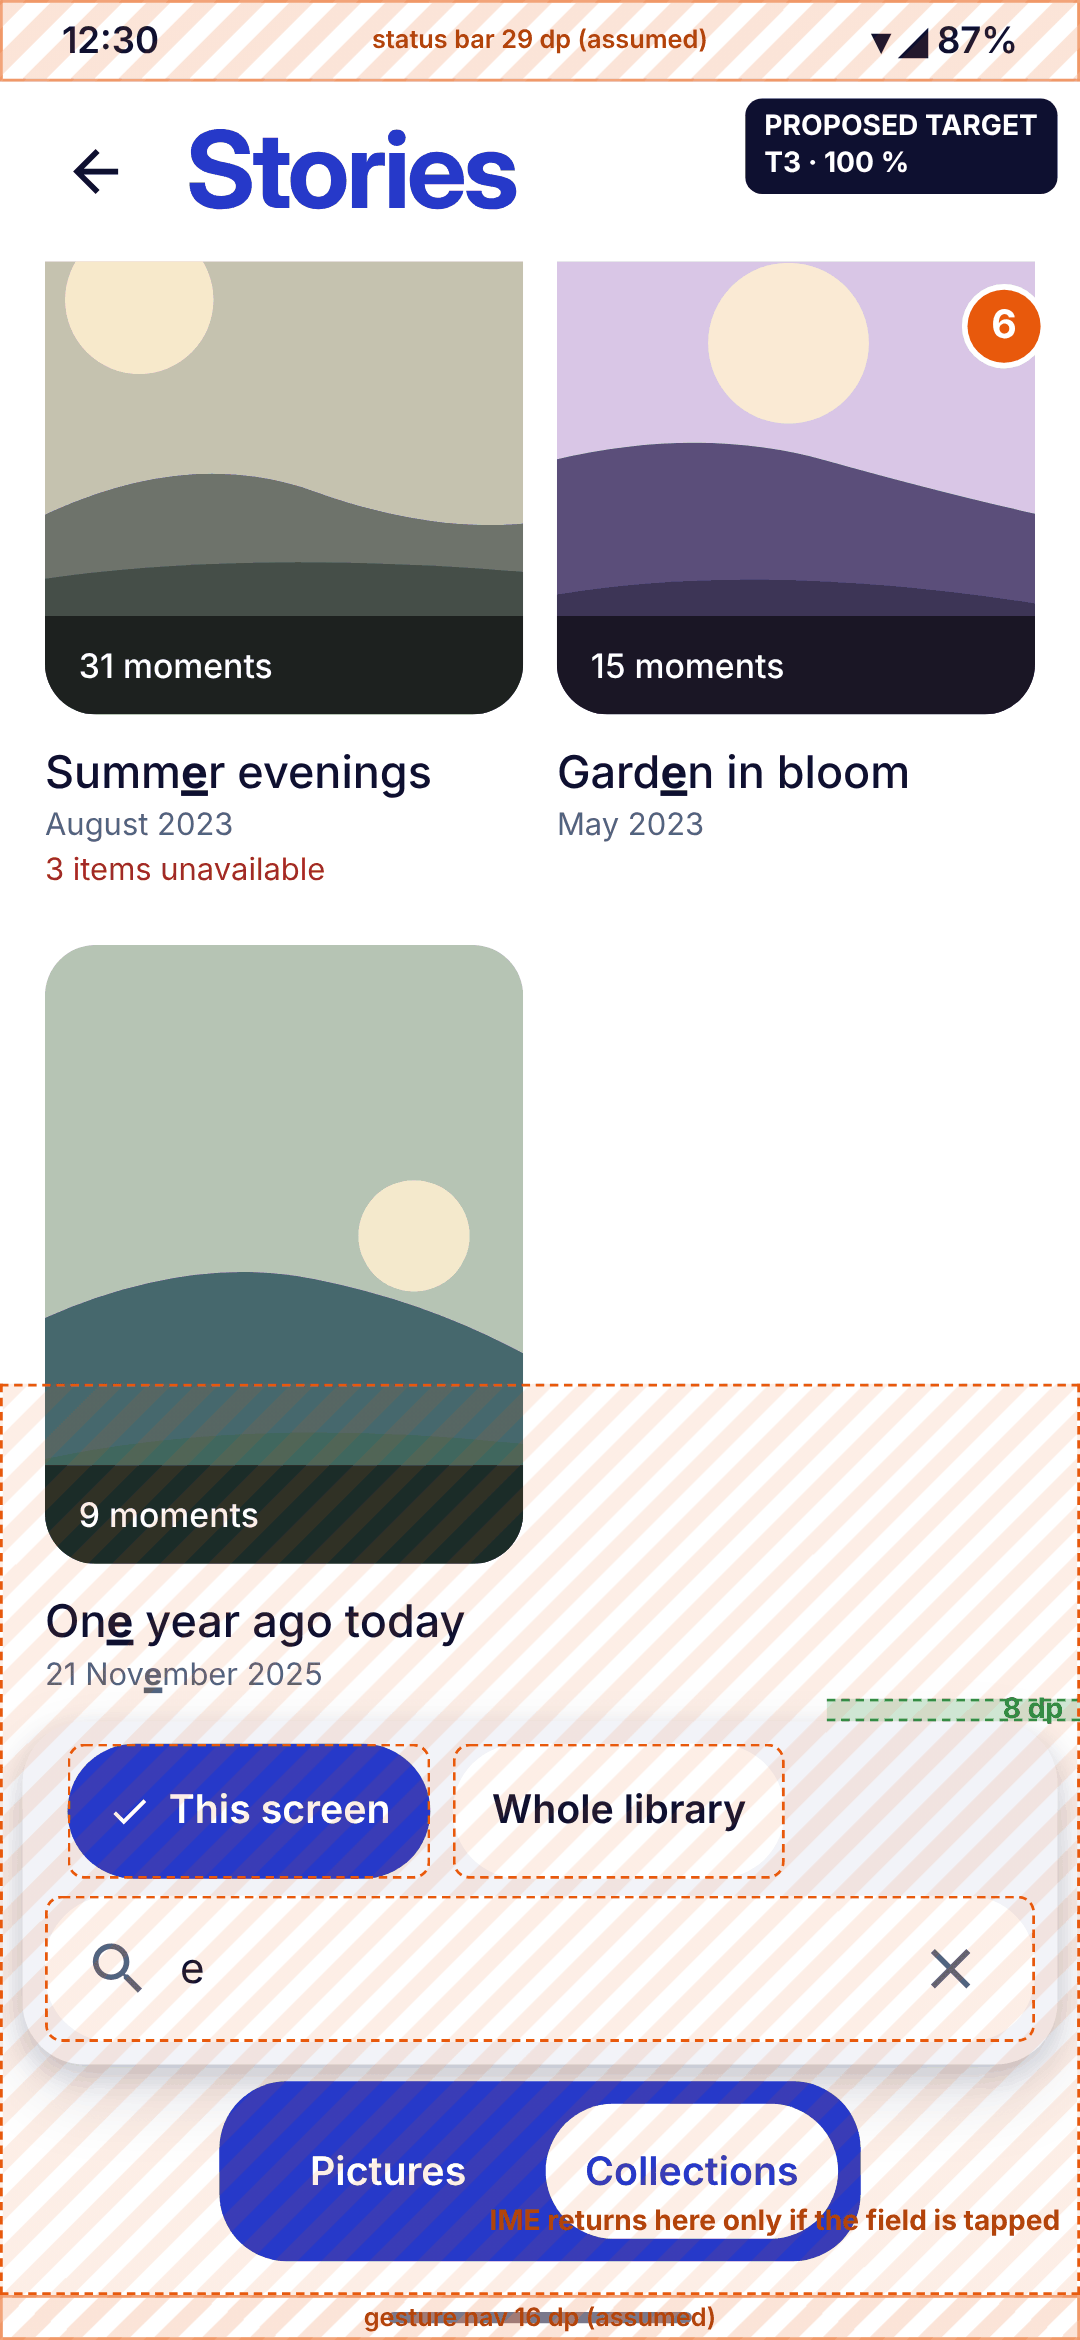 12:30
status bar 29 dp (assumed)
87%
Stories
PROPOSED TARGET
T3 · 100 %
6
31 moments
15 moments
Summer evenings
August 2023
3 items unavailable
Garden in bloom
May 2023
9 moments
One year ago today
21 November 2025
8 dp
This screen
Whole library
e
Pictures
Collections
IME returns here only if the field is tapped
gesture nav 16 dp (assumed)